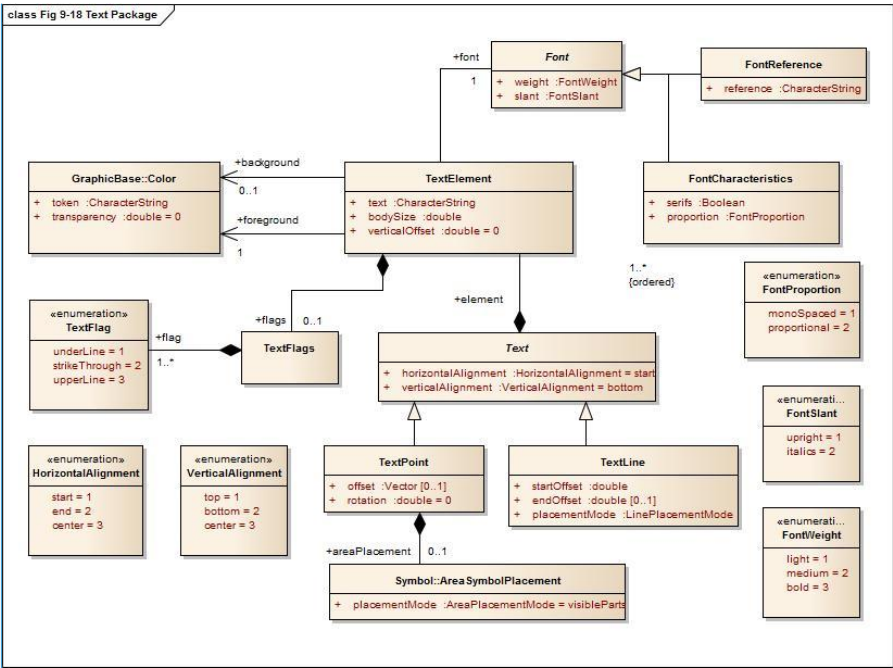 class Fig 9-18 Text Package
Font
+ weight :FontWeight
+ slant :FontSlant
+font
1
FontReference
+ reference :CharacterString
GraphicBase::Color
+ token :CharacterString
+ transparency :double = 0
+background
0..1
+foreground
1
TextElement
+ text :CharacterString
+ bodySize :double
+ verticalOffset :double = 0
FontCharacteristics
+ serifs :Boolean
+ proportion :FontProportion
1..*
{ordered}
+element
«enumeration»
FontProportion
monoSpaced = 1
proportional = 2
«enumeration»
TextFlag
underLine = 1
strikeThrough = 2
upperLine = 3
+flag
1..*
+flags
0..1
TextFlags
Text
+ horizontalAlignment :HorizontalAlignment = start
+ verticalAlignment :VerticalAlignment = bottom
«enumerati...
FontSlant
upright = 1
italics = 2
«enumeration»
HorizontalAlignment
start = 1
end = 2
center = 3
«enumeration»
VerticalAlignment
top = 1
bottom = 2
center = 3
TextPoint
+ offset :Vector [0..1]
+ rotation :double = 0
TextLine
+ startOffset :double
+ endOffset :double [0..1]
+ placementMode :LinePlacementMode
«enumerati...
FontWeight
light = 1
medium = 2
bold = 3
+areaPlacement
0..1
Symbol::AreaSymbolPlacement
+ placementMode :AreaPlacementMode = visibleParts